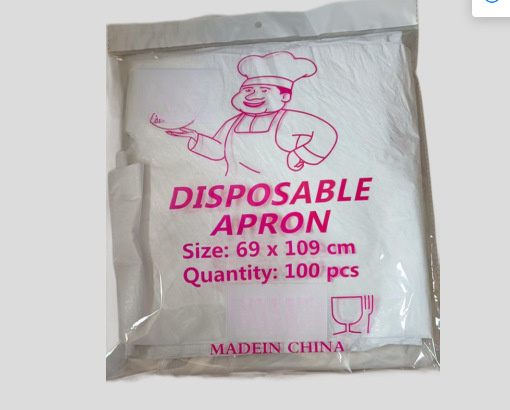 DISPOSABLE
APRON
Size: 69 x 109 cm
Quantity: 100 pcs
MADEIN CHINA